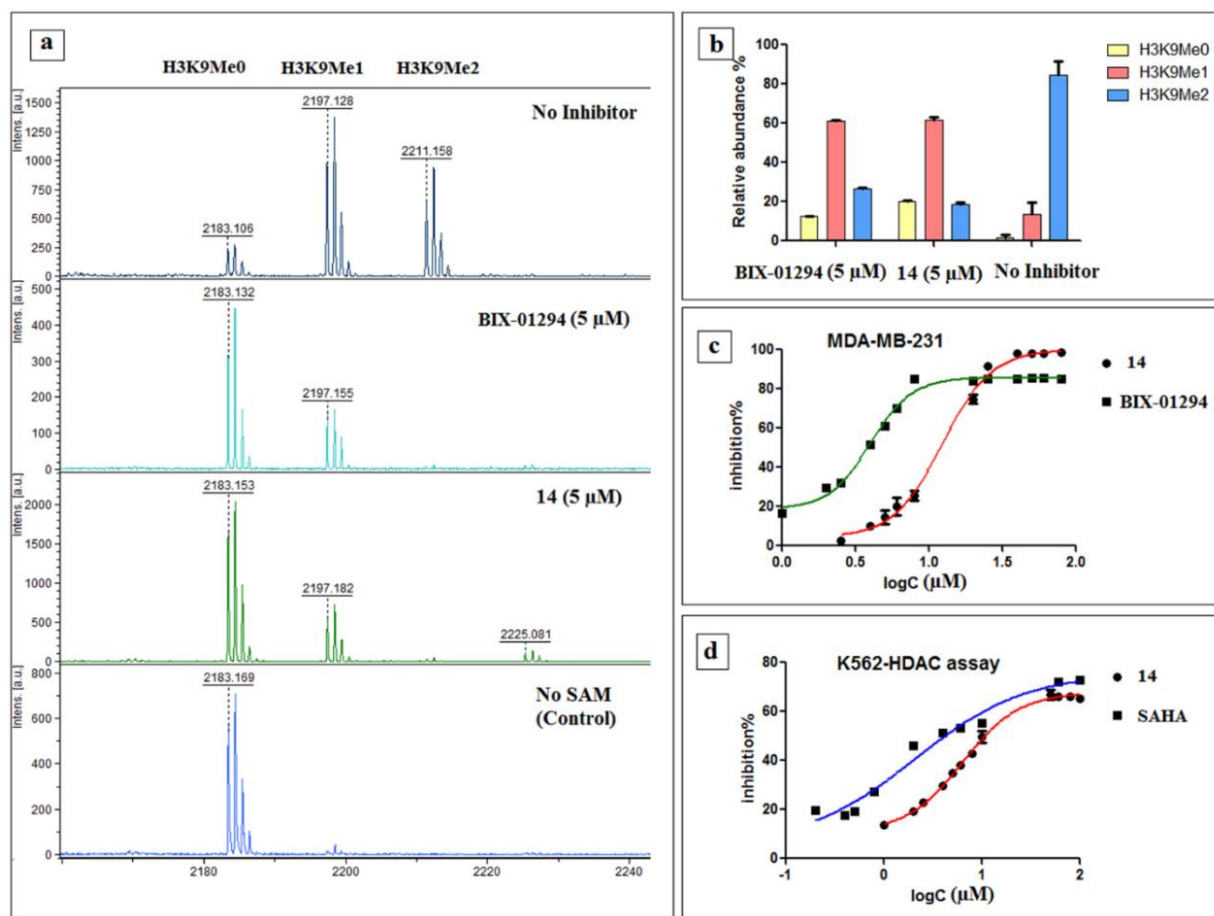 a
H3K9Me0 H3K9Me1 H3K9Me2
Intens. [a.u.]
1500
1250
1000
750
500
250
0
2183.106
2197.128
2211.158
No Inhibitor
Intens. [a.u.]
500
400
300
200
100
0
2183.132
2197.155
BIX-01294 (5 µM)
Intens. [a.u.]
2000
1500
1000
500
0
2183.153
2197.182
2225.081
14 (5 µM)
Intens. [a.u.]
800
600
400
200
0
2183.169
No SAM
(Control)
2180 2200 2220 2240
b
Relative abundance %
100
80
60
40
20
0
H3K9Me0
H3K9Me1
H3K9Me2
BIX-01294 (5 µM) 14 (5 µM) No Inhibitor
c
MDA-MB-231
inhibition%
100
80
60
40
20
0
0.0 0.5 1.0 1.5 2.0
logC (µM)
14
BIX-01294
d
K562-HDAC assay
inhibition%
80
60
40
20
0
-1 0 1 2
logC (µM)
14
SAHA